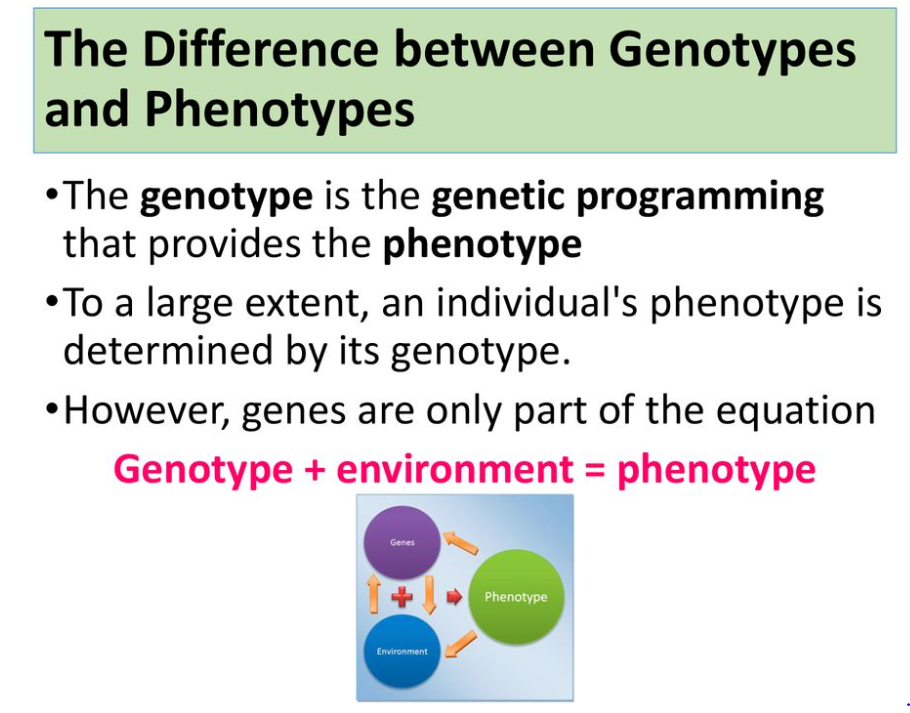 The Difference between Genotypes
and Phenotypes
•The genotype is the genetic programming
that provides the phenotype
•To a large extent, an individual's phenotype is
determined by its genotype.
•However, genes are only part of the equation
Genotype + environment = phenotype
Genes
Phenotype
Environment